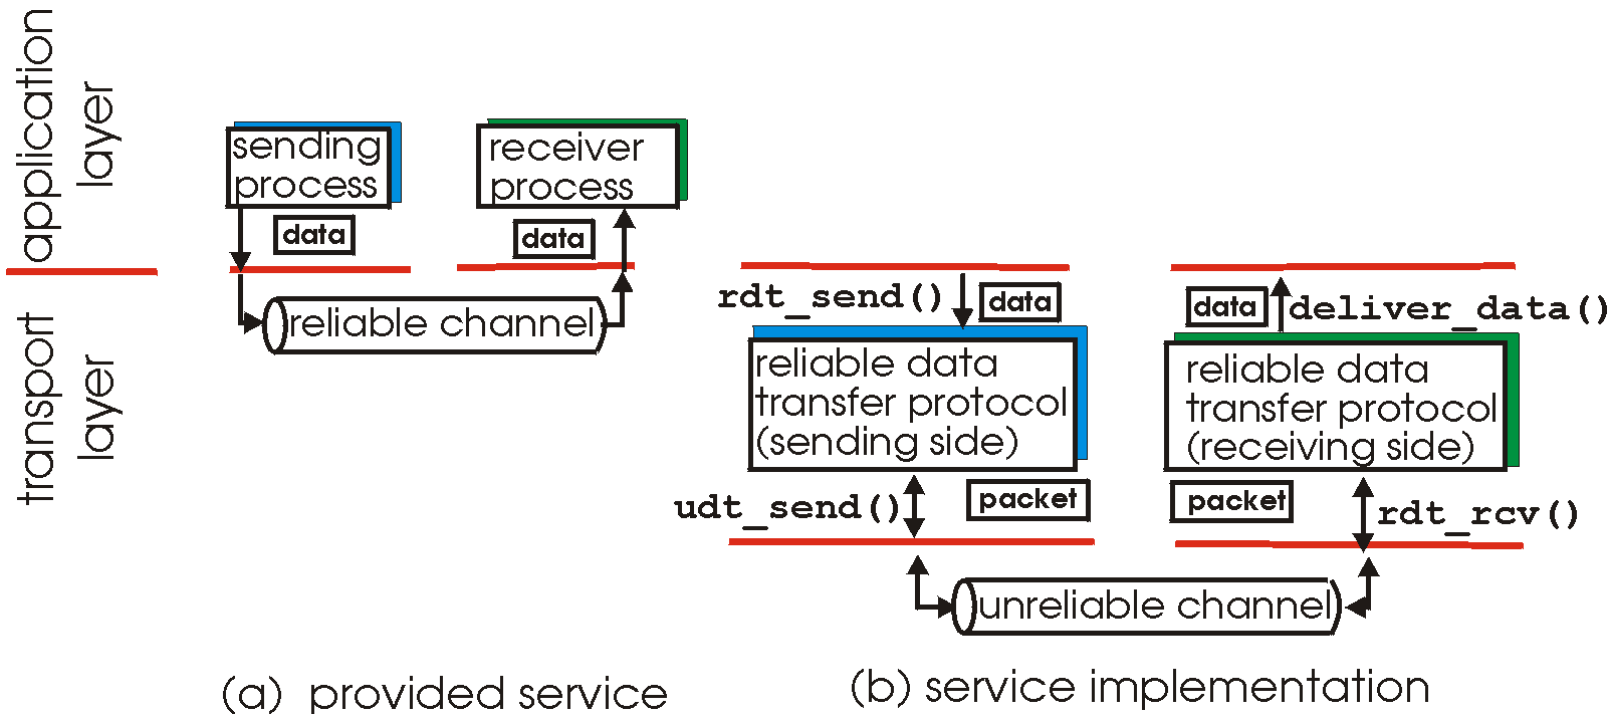 application
layer
transport
layer
sending
process
receiver
process
data
data
reliable channel
(a) provided service
rdt_send()
data
data
deliver_data()
reliable data
transfer protocol
(sending side)
reliable data
transfer protocol
(receiving side)
udt_send()
packet
packet
rdt_rcv()
unreliable channel
(b) service implementation